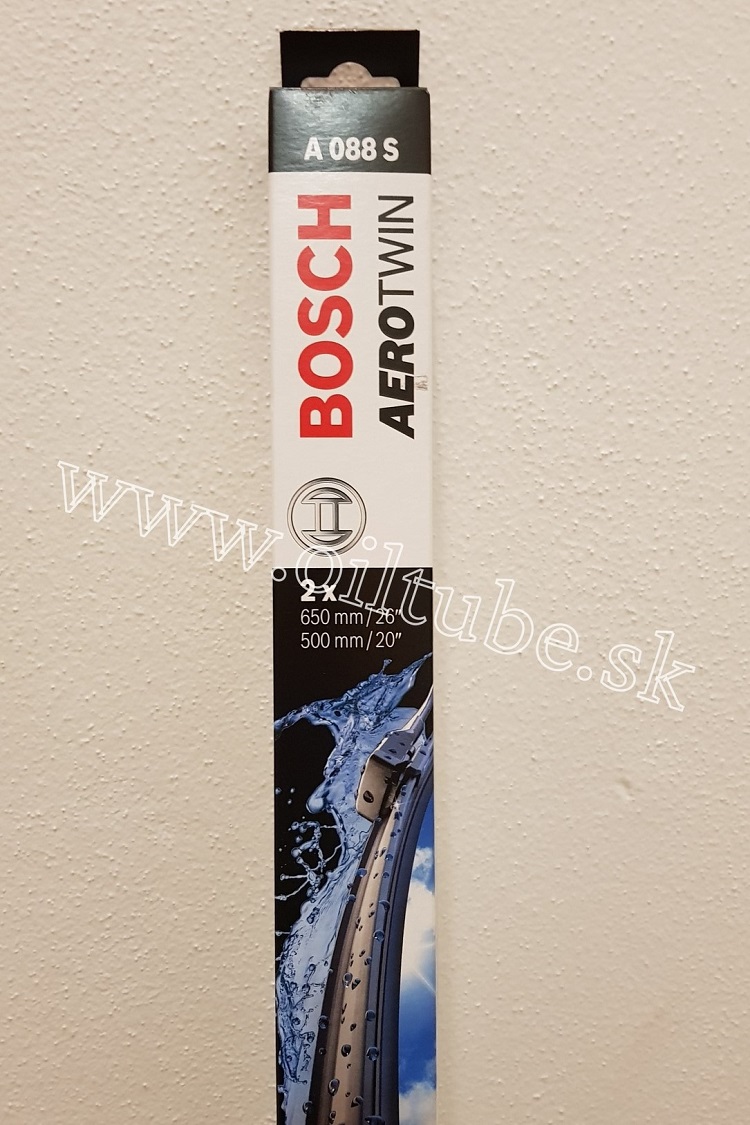 A 088 S
BOSCH
AEROTWIN
2 x
650 mm / 26"
500 mm / 20"
www.oiltube.sk